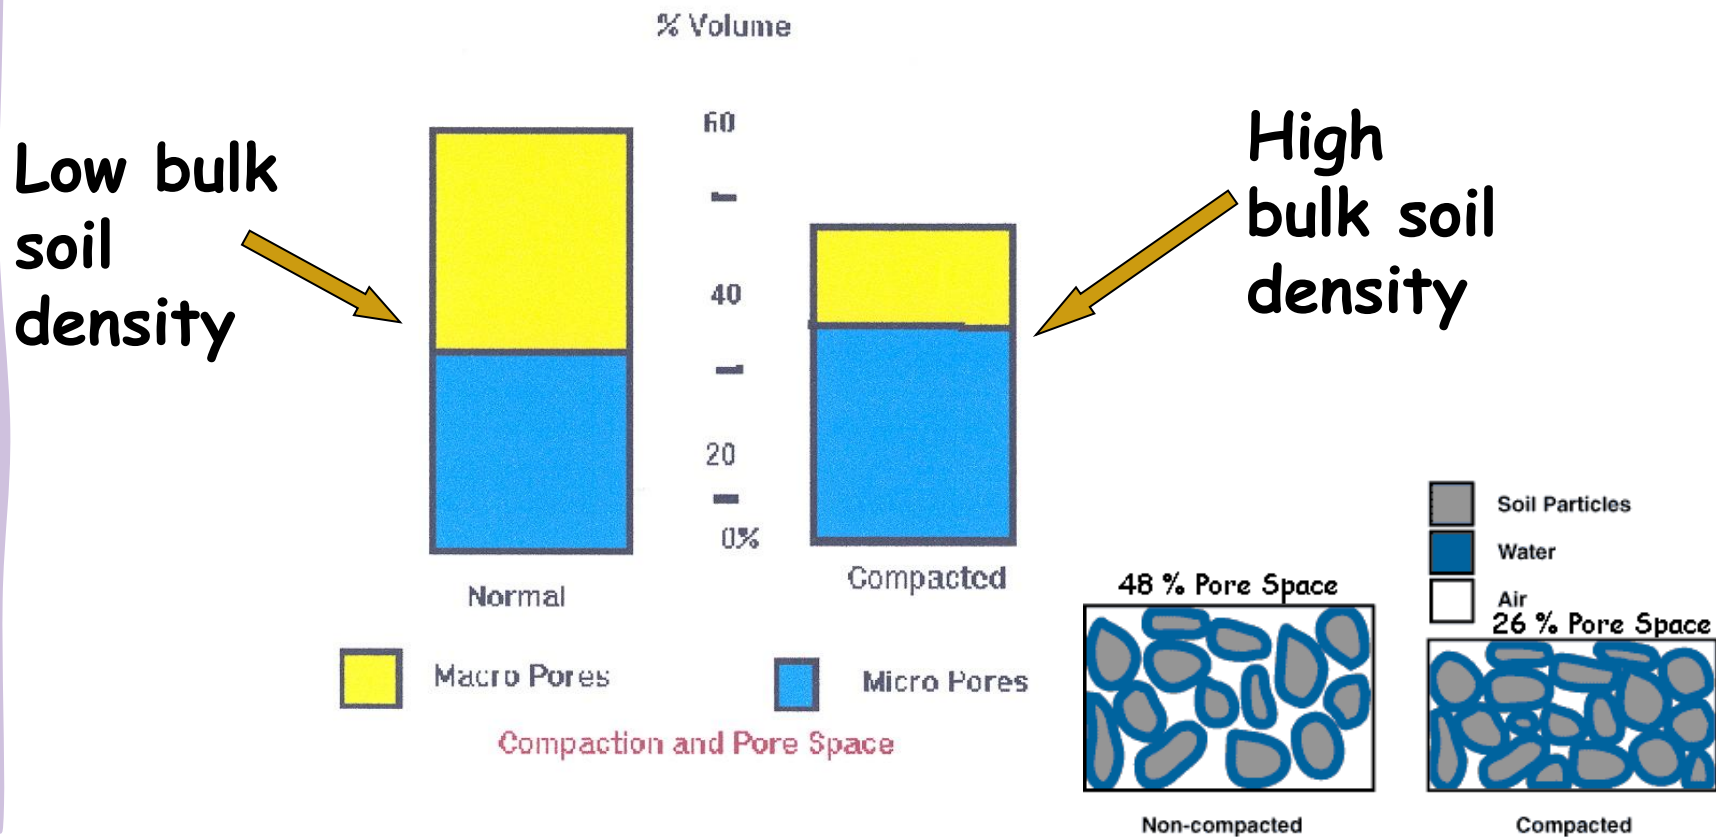 % Volume
Low bulk
soil
density
60
40
20
0%
High
bulk soil
density
Normal
Compacted
Macro Pores
Micro Pores
Compaction and Pore Space
Soil Particles
Water
Air
48 % Pore Space
26 % Pore Space
Non-compacted
Compacted